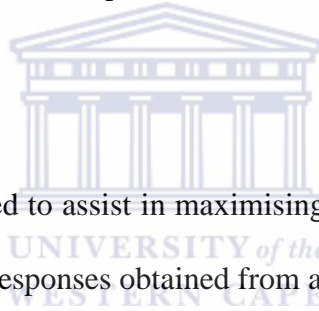 ed to assist in maximising
UNIVERSITY of the
esponses obtained from a
WESTERN CAPE